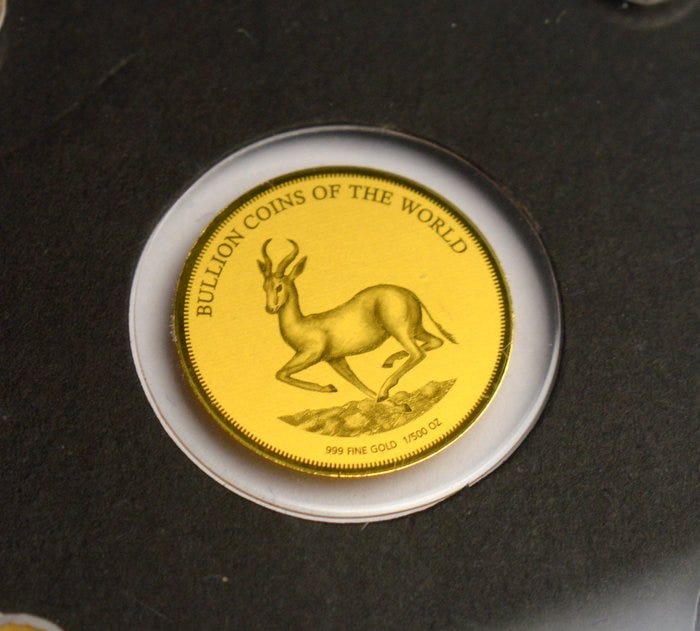 BULLION COINS OF THE WORLD
999 FINE GOLD 1/500 OZ